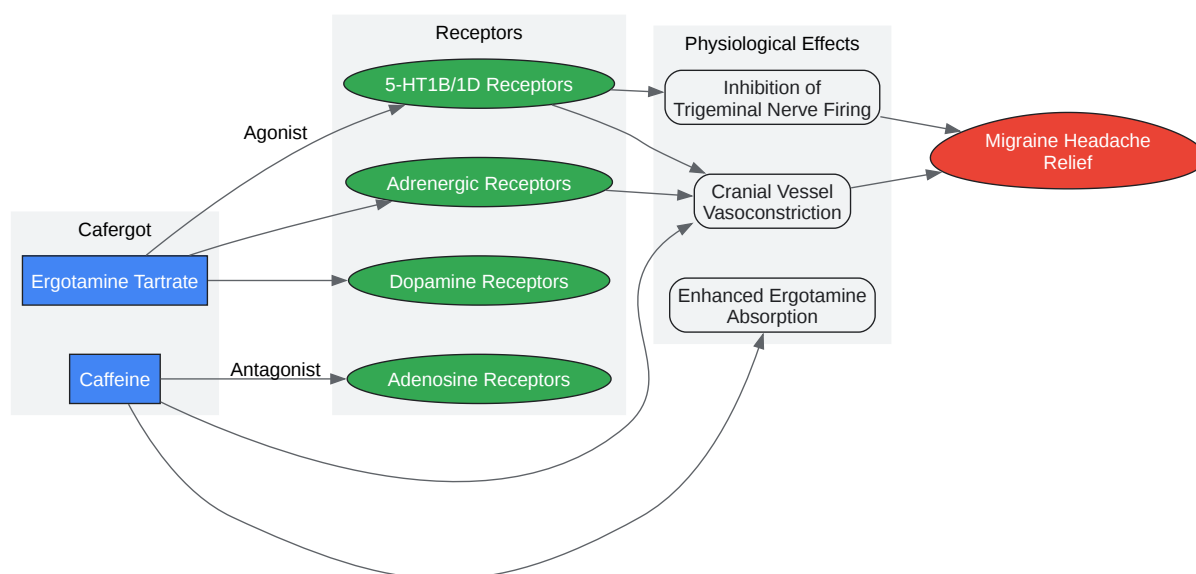 Receptors
Physiological Effects
5-HT1B/1D Receptors
Inhibition of
Trigeminal Nerve Firing
Agonist
Migraine Headache
Relief
Adrenergic Receptors
Cranial Vessel
Vasoconstriction
Cafergot
Ergotamine Tartrate
Dopamine Receptors
Enhanced Ergotamine
Absorption
Caffeine
Antagonist
Adenosine Receptors